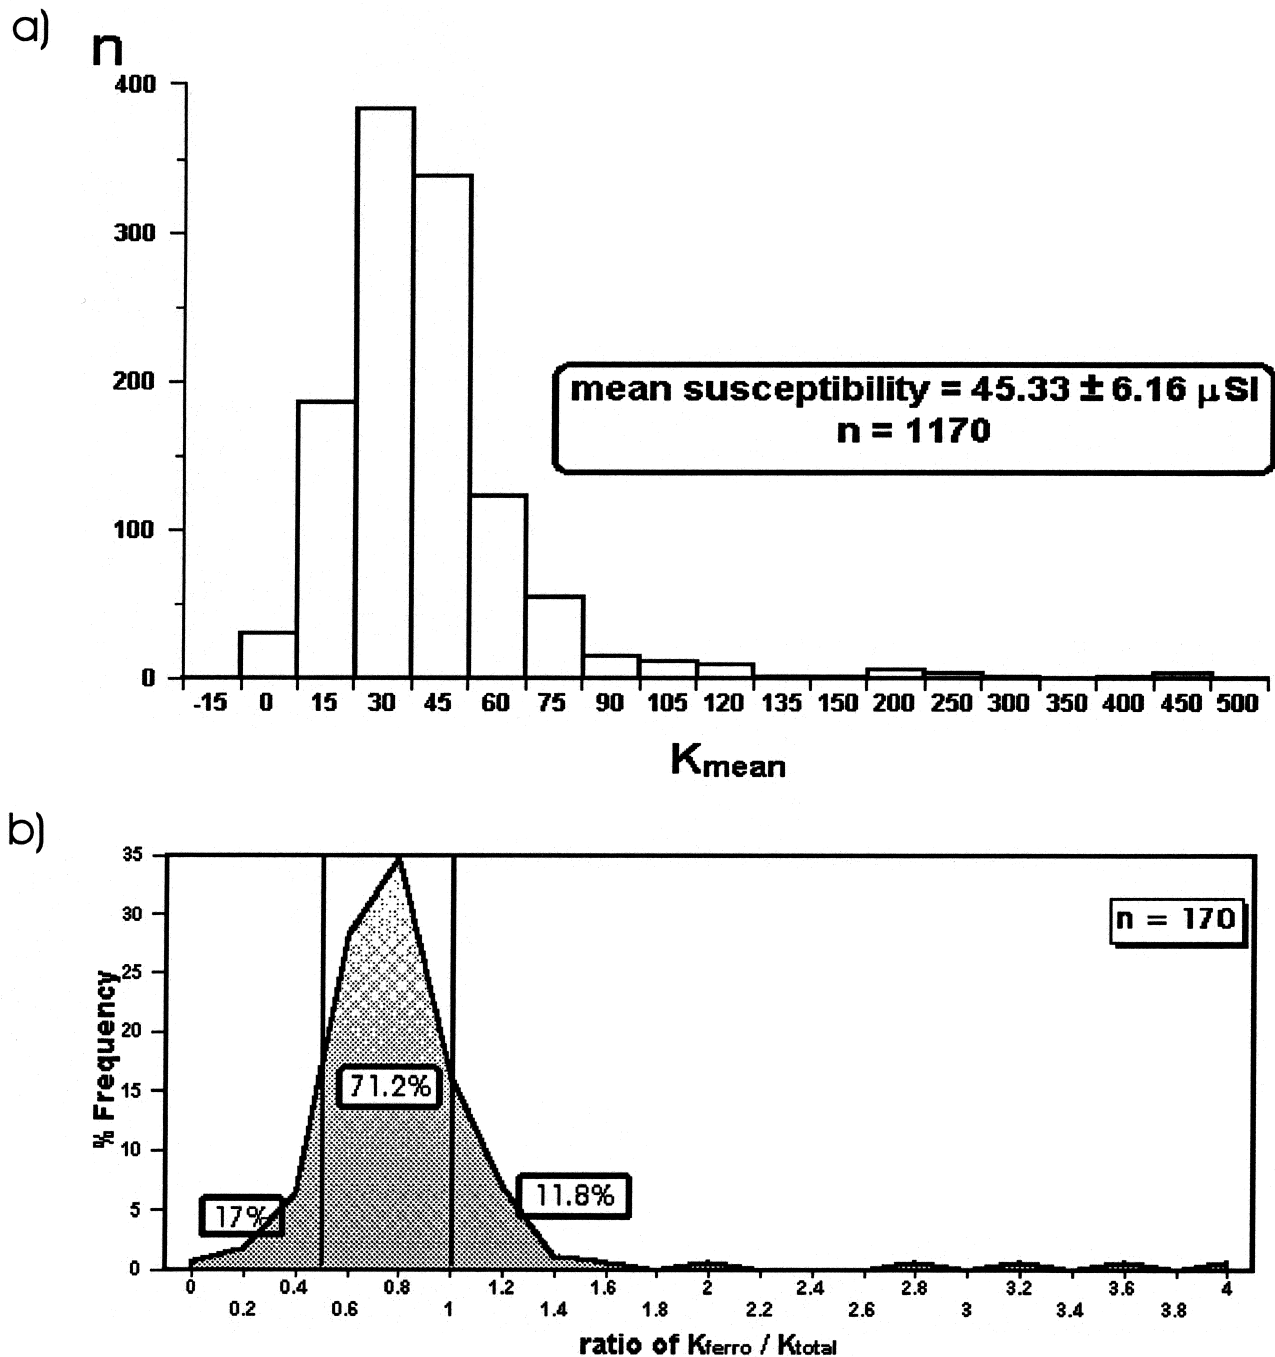 a)
n
400
300
200
100
0
mean susceptibility = 45.33 ± 6.16 µSI
n = 1170
-15 0 15 30 45 60 75 90 105 120 135 150 200 250 300 350 400 450 500
Kmean
b)
35
30
25
20
15
10
5
0
% Frequency
n = 170
71.2%
17%
11.8%
0 0.4 0.8 1.2 1.6 2 2.4 2.8 3.2 3.6 4
0.2 0.6 1 1.4 1.8 2.2 2.6 3 3.4 3.8
ratio of Kferro / Ktotal